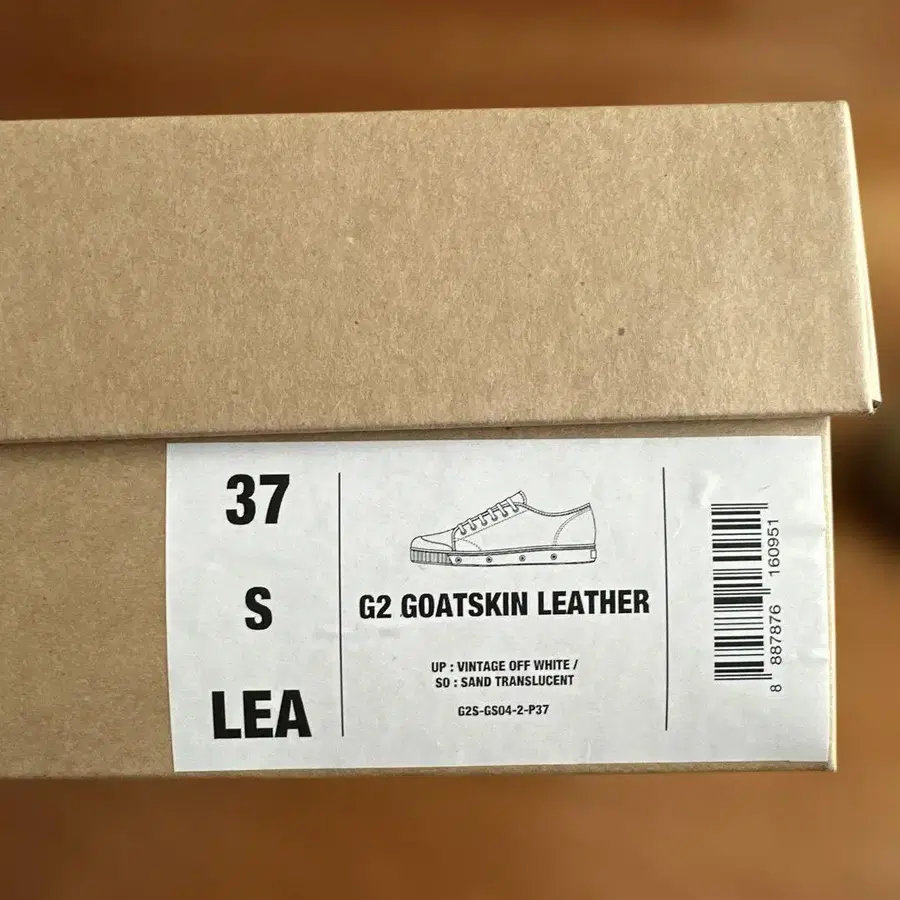 37
S
LEA
G2 GOATSKIN LEATHER
UP : VINTAGE OFF WHITE /
SO : SAND TRANSLUCENT
G2S-GS04-2-P37
8 887876 160951